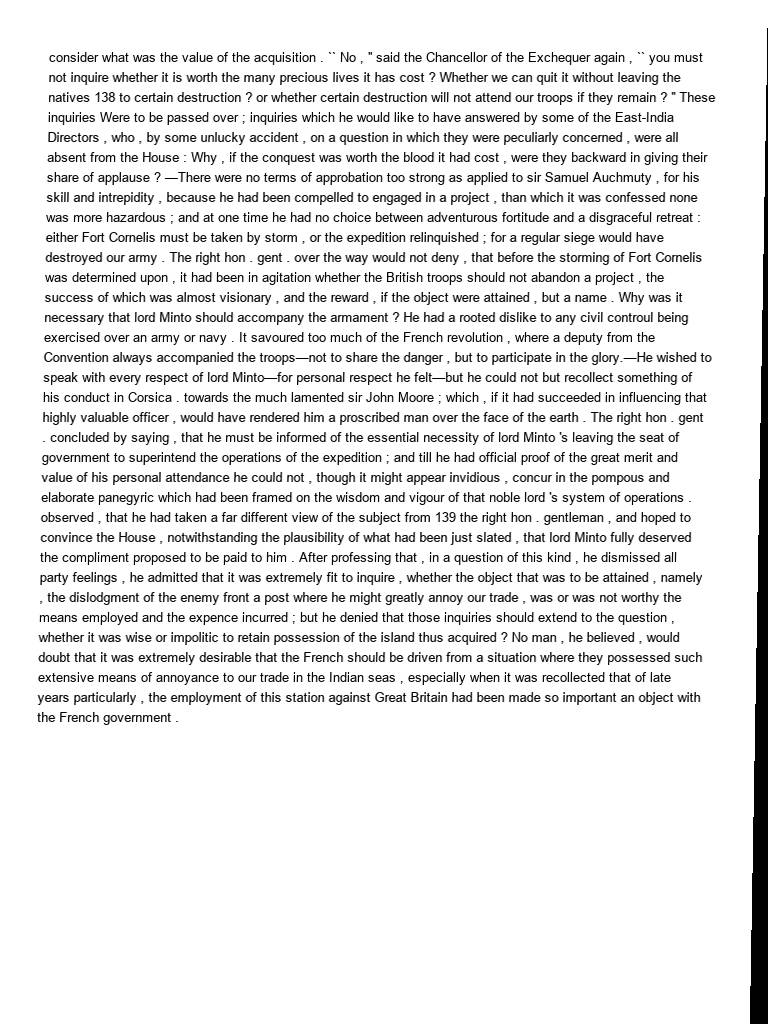 consider what was the value of the acquisition . `` No , '' said the Chancellor of the Exchequer again , `` you must
not inquire whether it is worth the many precious lives it has cost ? Whether we can quit it without leaving the
natives 138 to certain destruction ? or whether certain destruction will not attend our troops if they remain ? '' These
inquiries Were to be passed over ; inquiries which he would like to have answered by some of the East-India
Directors , who , by some unlucky accident , on a question in which they were peculiarly concerned , were all
absent from the House : Why , if the conquest was worth the blood it had cost , were they backward in giving their
share of applause ? —There were no terms of approbation too strong as applied to sir Samuel Auchmuty , for his
skill and intrepidity , because he had been compelled to engaged in a project , than which it was confessed none
was more hazardous ; and at one time he had no choice between adventurous fortitude and a disgraceful retreat :
either Fort Cornelis must be taken by storm , or the expedition relinquished ; for a regular siege would have
destroyed our army . The right hon . gent . over the way would not deny , that before the storming of Fort Cornelis
was determined upon , it had been in agitation whether the British troops should not abandon a project , the
success of which was almost visionary , and the reward , if the object were attained , but a name . Why was it
necessary that lord Minto should accompany the armament ? He had a rooted dislike to any civil controul being
exercised over an army or navy . It savoured too much of the French revolution , where a deputy from the
Convention always accompanied the troops—not to share the danger , but to participate in the glory.—He wished to
speak with every respect of lord Minto—for personal respect he felt—but he could not but recollect something of
his conduct in Corsica . towards the much lamented sir John Moore ; which , if it had succeeded in influencing that
highly valuable officer , would have rendered him a proscribed man over the face of the earth . The right hon . gent
. concluded by saying , that he must be informed of the essential necessity of lord Minto 's leaving the seat of
government to superintend the operations of the expedition ; and till he had official proof of the great merit and
value of his personal attendance he could not , though it might appear invidious , concur in the pompous and
elaborate panegyric which had been framed on the wisdom and vigour of that noble lord 's system of operations .
observed , that he had taken a far different view of the subject from 139 the right hon . gentleman , and hoped to
convince the House , notwithstanding the plausibility of what had been just slated , that lord Minto fully deserved
the compliment proposed to be paid to him . After professing that , in a question of this kind , he dismissed all
party feelings , he admitted that it was extremely fit to inquire , whether the object that was to be attained , namely
, the dislodgment of the enemy front a post where he might greatly annoy our trade , was or was not worthy the
means employed and the expence incurred ; but he denied that those inquiries should extend to the question ,
whether it was wise or impolitic to retain possession of the island thus acquired ? No man , he believed , would
doubt that it was extremely desirable that the French should be driven from a situation where they possessed such
extensive means of annoyance to our trade in the Indian seas , especially when it was recollected that of late
years particularly , the employment of this station against Great Britain had been made so important an object with
the French government .